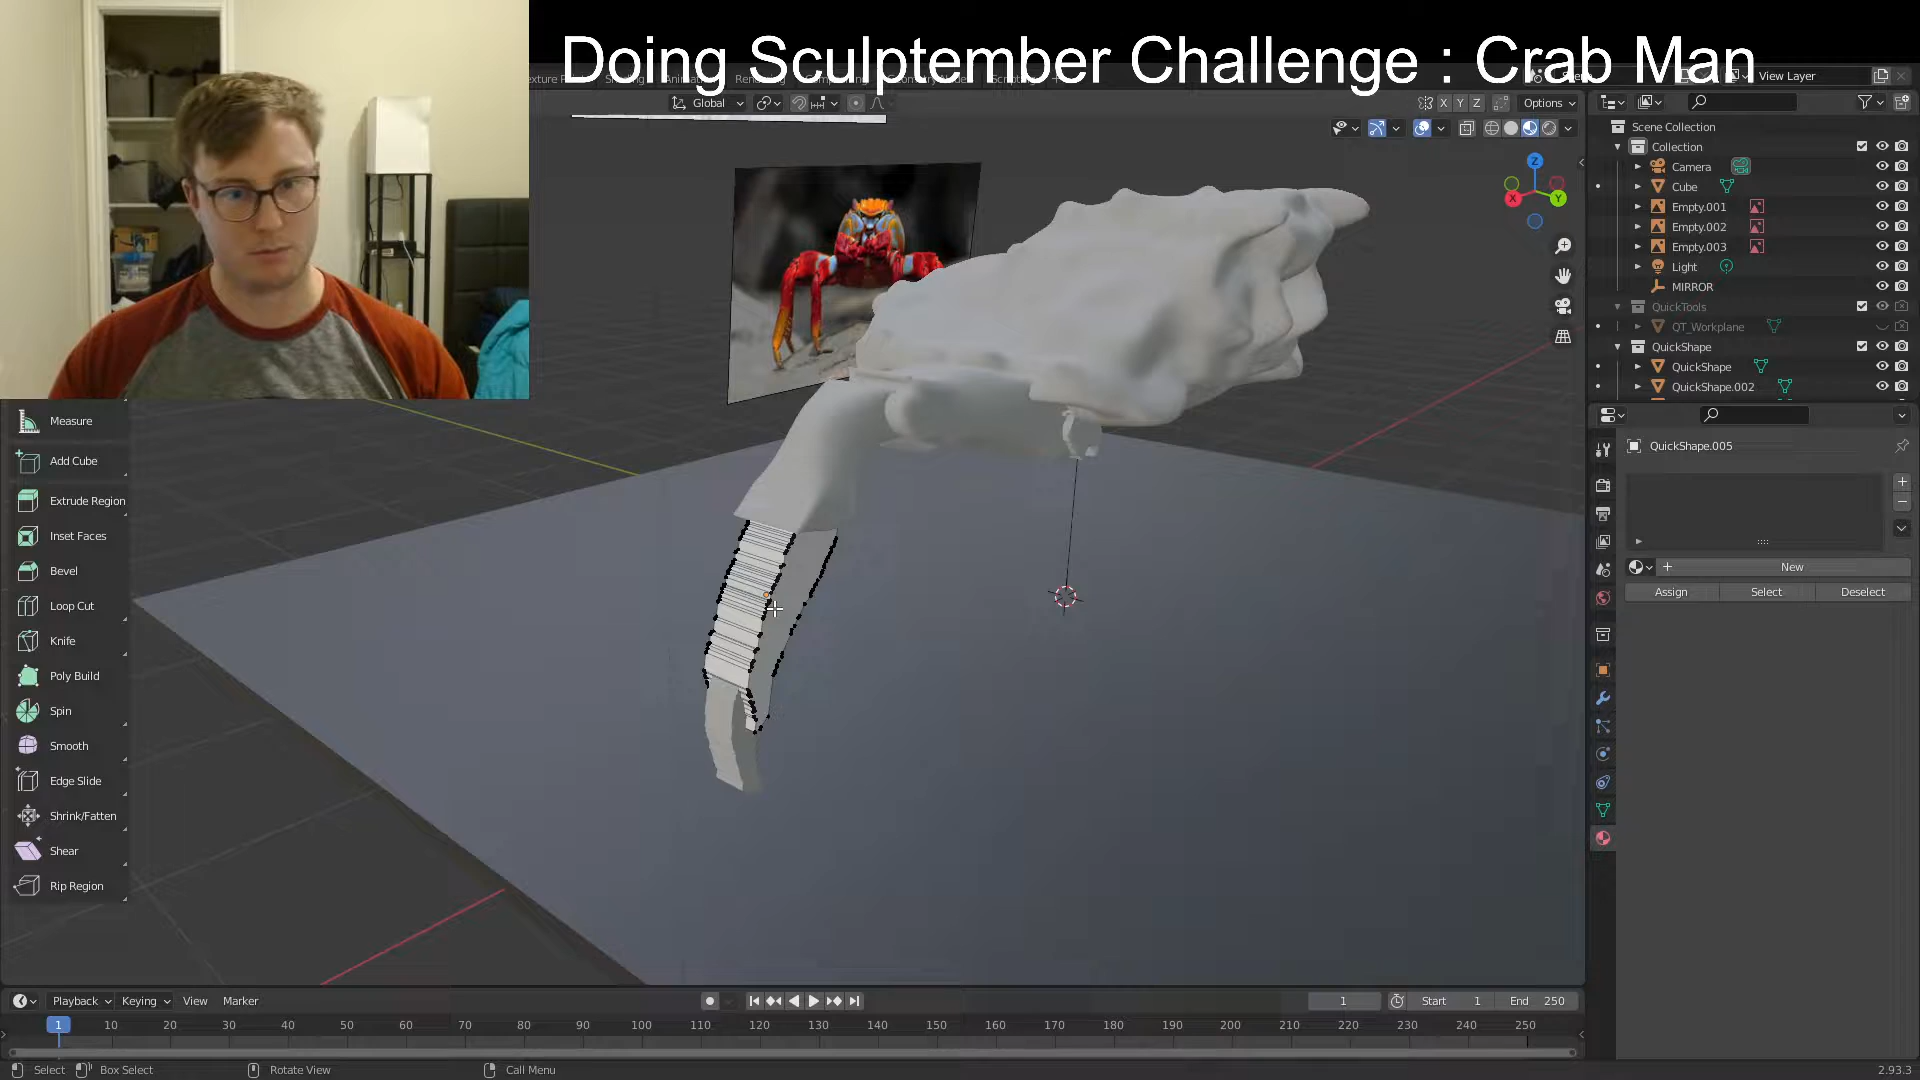 Doing Sculptember Challenge : Crab Man
View Layer
Global
X Y Z
Options
Scene Collection
Collection
Camera
Cube
Empty.001
Empty.002
Empty.003
Light
MIRROR
QuickTools
QT_Workplane
QuickShape
QuickShape
QuickShape.002
Z
X
Y
Measure
Add Cube
Extrude Region
Inset Faces
Bevel
Loop Cut
Knife
Poly Build
Spin
Smooth
Edge Slide
Shrink/Fatten
Shear
Rip Region
QuickShape.005
New
Assign
Select
Deselect
Playback
Keying
View
Marker
1
Start 1
End 250
1 10 20 30 40 50 60 70 80 90 100 110 120 130 140 150 160 170 180 190 200 210 220 230 240 250
Select
Box Select
Rotate View
Call Menu
2.93.3